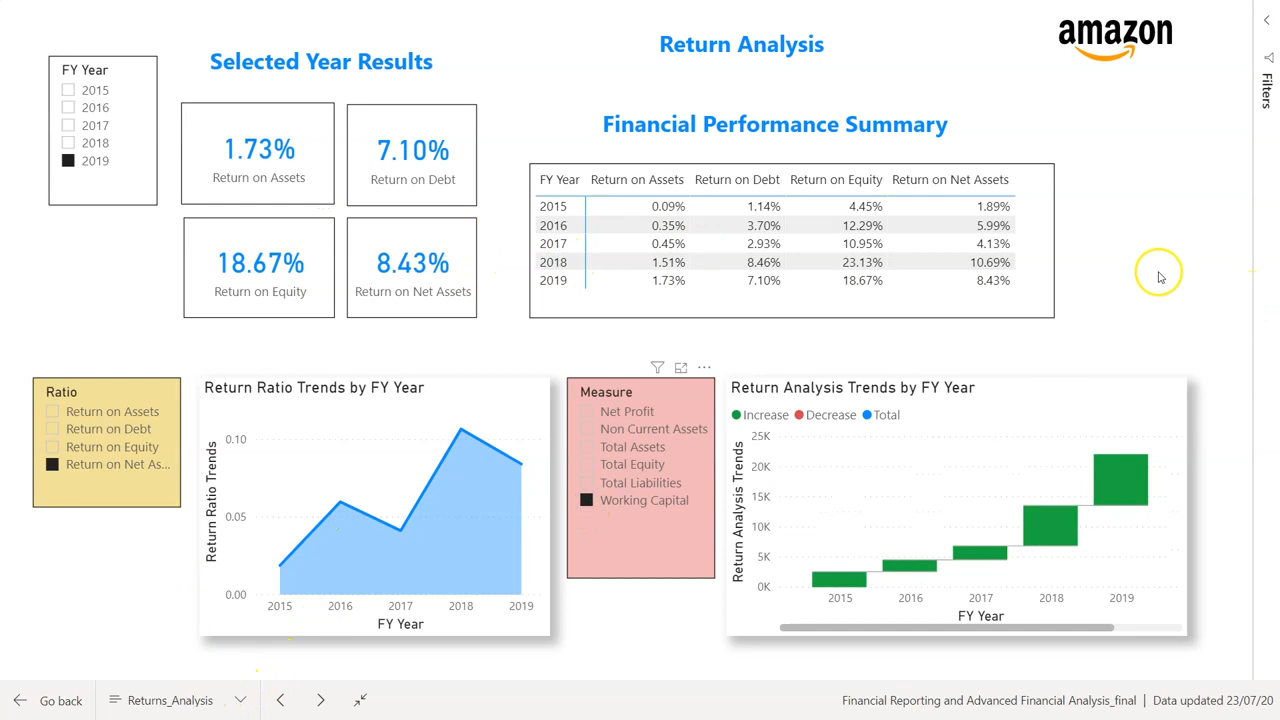 amazon
Return Analysis
Selected Year Results
FY Year
2015
2016
2017
2018
2019
1.73%
Return on Assets
7.10%
Return on Debt
18.67%
Return on Equity
8.43%
Return on Net Assets
Financial Performance Summary
FY Year Return on Assets Return on Debt Return on Equity Return on Net Assets
2015 0.09% 1.14% 4.45% 1.89%
2016 0.35% 3.70% 12.29% 5.99%
2017 0.45% 2.93% 10.95% 4.13%
2018 1.51% 8.46% 23.13% 10.69%
2019 1.73% 7.10% 18.67% 8.43%
Filters
Ratio
Return on Assets
Return on Debt
Return on Equity
Return on Net As...
Return Ratio Trends by FY Year
Return Ratio Trends
0.10
0.05
0.00
2015 2016 2017 2018 2019
FY Year
Measure
Net Profit
Non Current Assets
Total Assets
Total Equity
Total Liabilities
Working Capital
Return Analysis Trends by FY Year
Increase Decrease Total
Return Analysis Trends
25K
20K
15K
10K
5K
0K
2015 2016 2017 2018 2019
FY Year
Go back
Returns_Analysis
Financial Reporting and Advanced Financial Analysis_final | Data updated 23/07/20